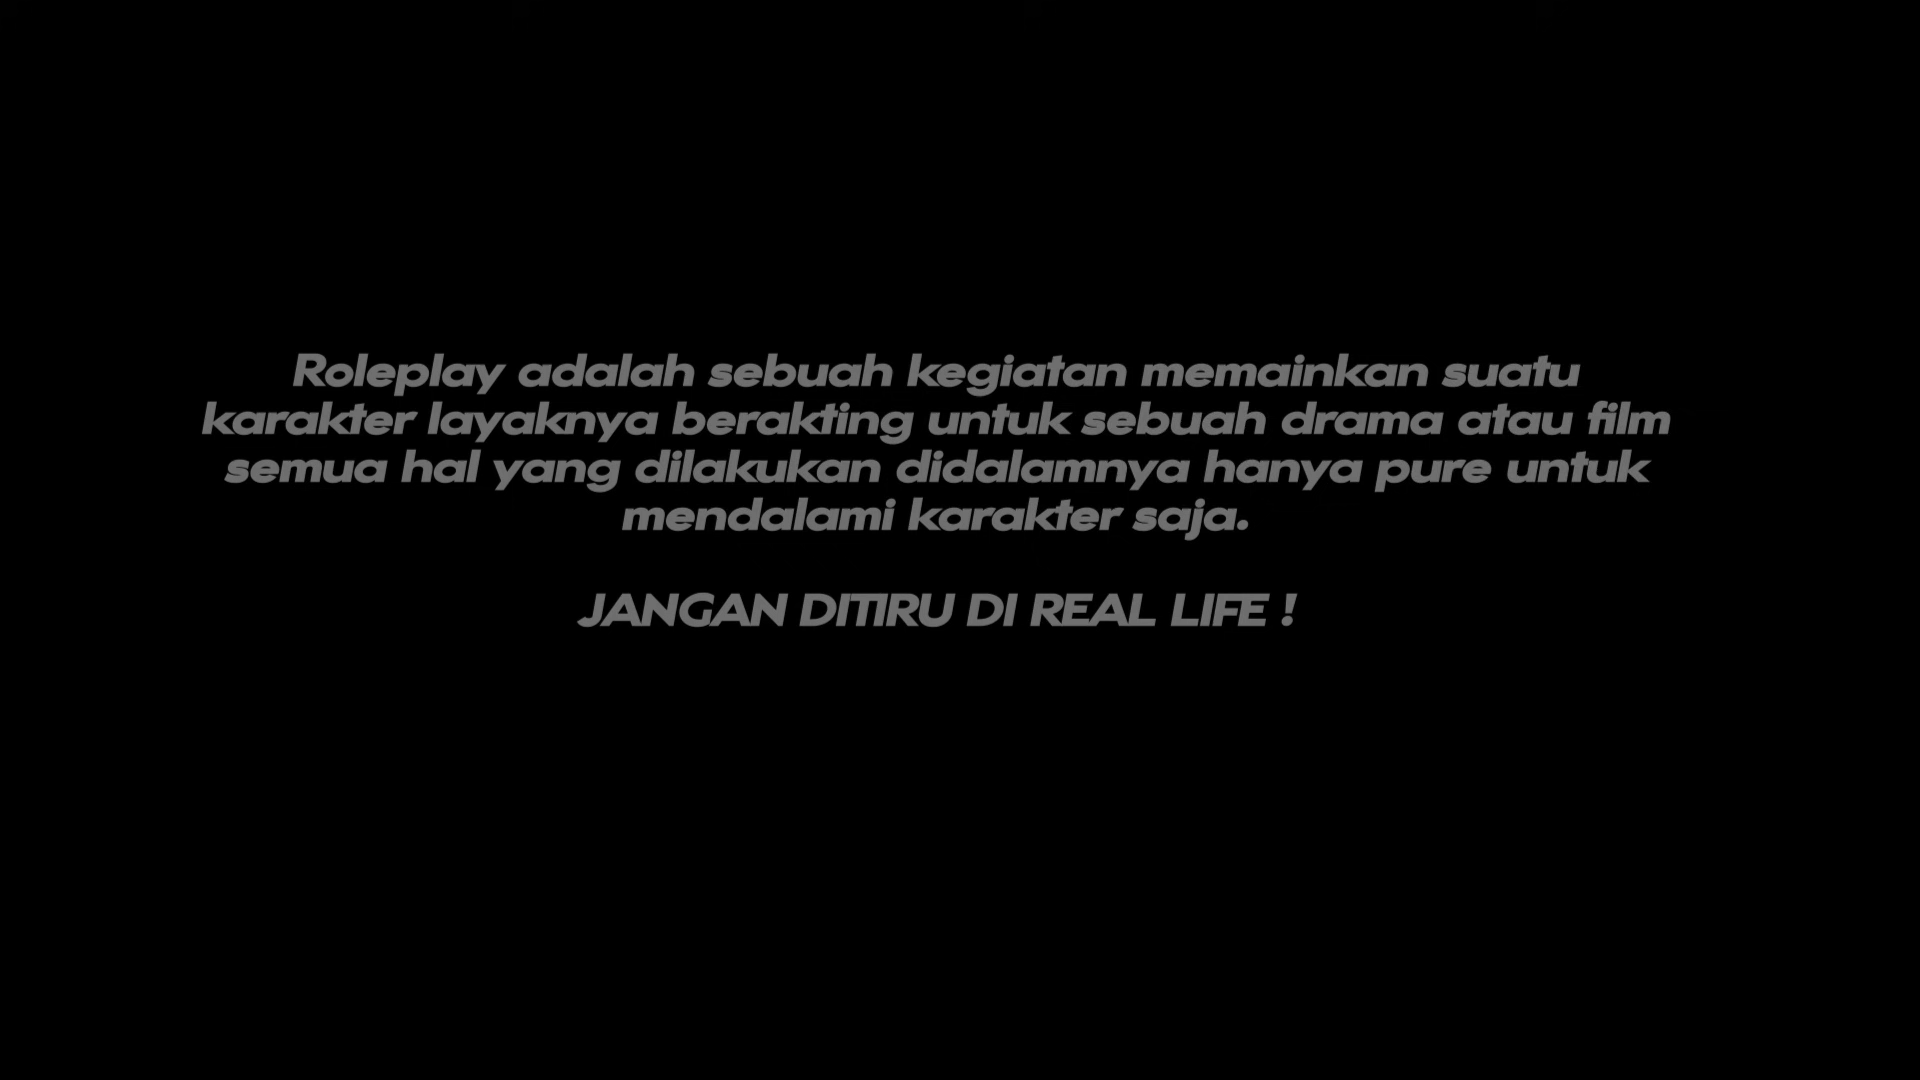 Roleplay adalah sebuah kegiatan memainkan suatu
karakter layaknya berakting untuk sebuah drama atau film
semua hal yang dilakukan didalamnya hanya pure untuk
mendalami karakter saja.
JANGAN DITIRU DI REAL LIFE !